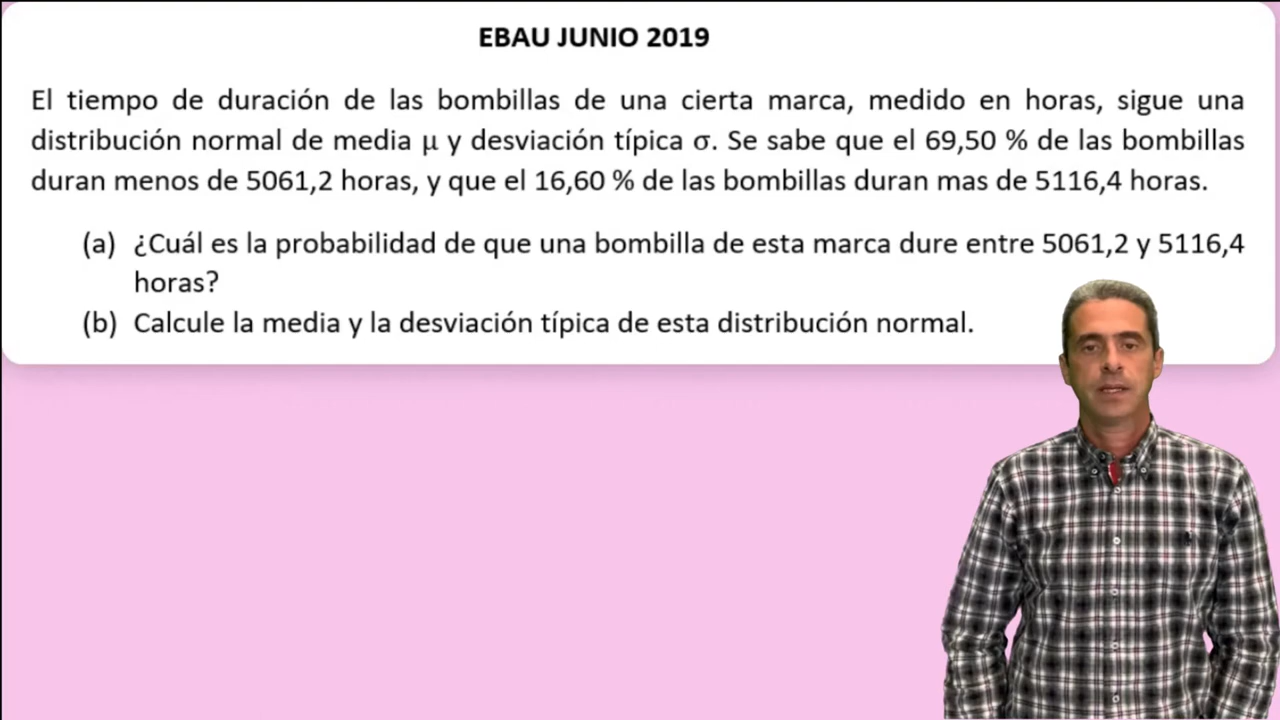 EBAU JUNIO 2019
El tiempo de duración de las bombillas de una cierta marca, medido en horas, sigue una
distribución normal de media μ y desviación típica σ. Se sabe que el 69,50 % de las bombillas
duran menos de 5061,2 horas, y que el 16,60 % de las bombillas duran mas de 5116,4 horas.
(a) ¿Cuál es la probabilidad de que una bombilla de esta marca dure entre 5061,2 y 5116,4
horas?
(b) Calcule la media y la desviación típica de esta distribución normal.